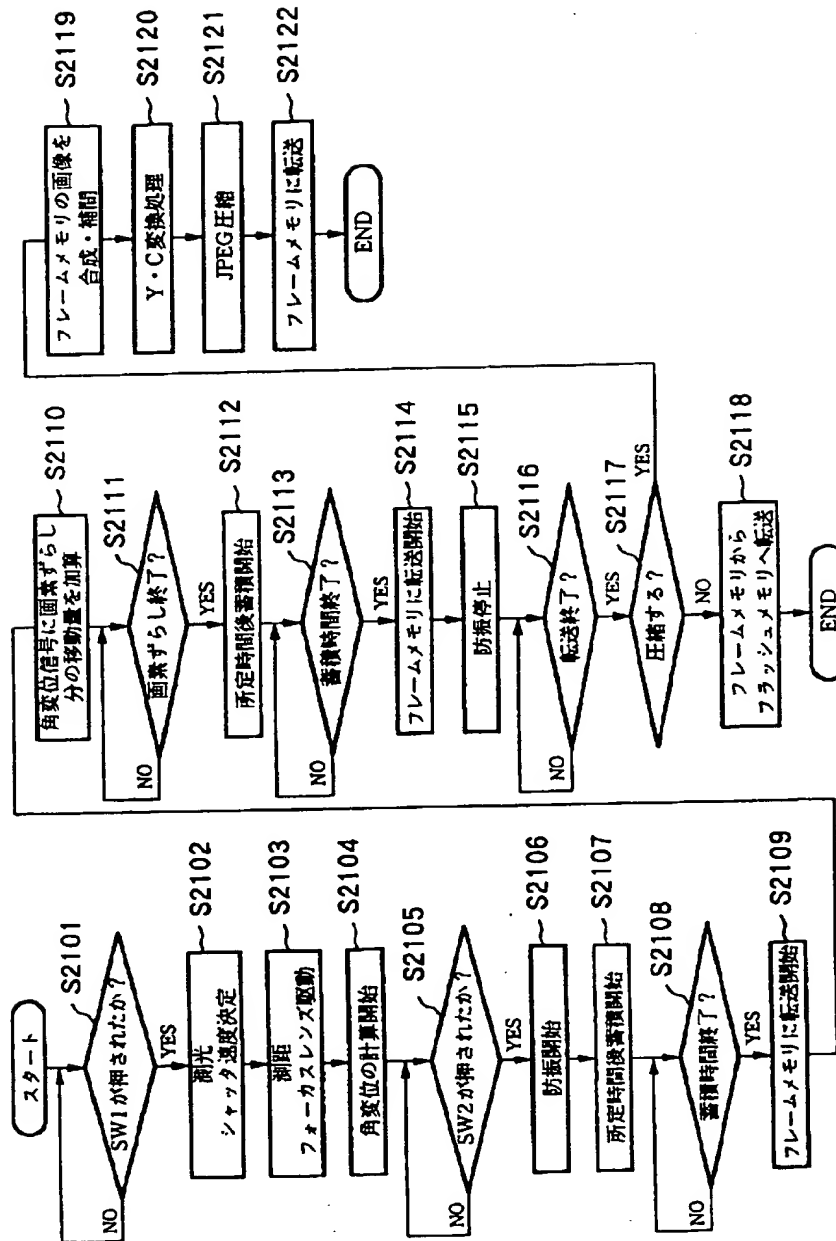 スタート
SW1が押されたか?
S2101
NO
YES
測光
シャッタ速度決定
S2102
測距
フォーカスレンズ駆動
S2103
角変位の計算開始
S2104
SW2が押されたか?
S2105
NO
YES
防振開始
S2106
所定時間後蓄積開始
S2107
蓄積時間終了?
S2108
NO
YES
フレームメモリに転送開始
S2109
角変位信号に画素ずらし
分の移動量を加算
S2110
画素ずらし終了?
S2111
NO
YES
所定時間後蓄積開始
S2112
蓄積時間終了?
S2113
NO
YES
フレームメモリに転送開始
S2114
防振停止
S2115
転送終了?
S2116
NO
YES
圧縮する?
S2117
YES
NO
フレームメモリから
フラッシュメモリへ転送
S2118
END
フレームメモリの画像を
合成・補間
S2119
Y・C変換処理
S2120
JPEG圧縮
S2121
フレームメモリに転送
S2122
END